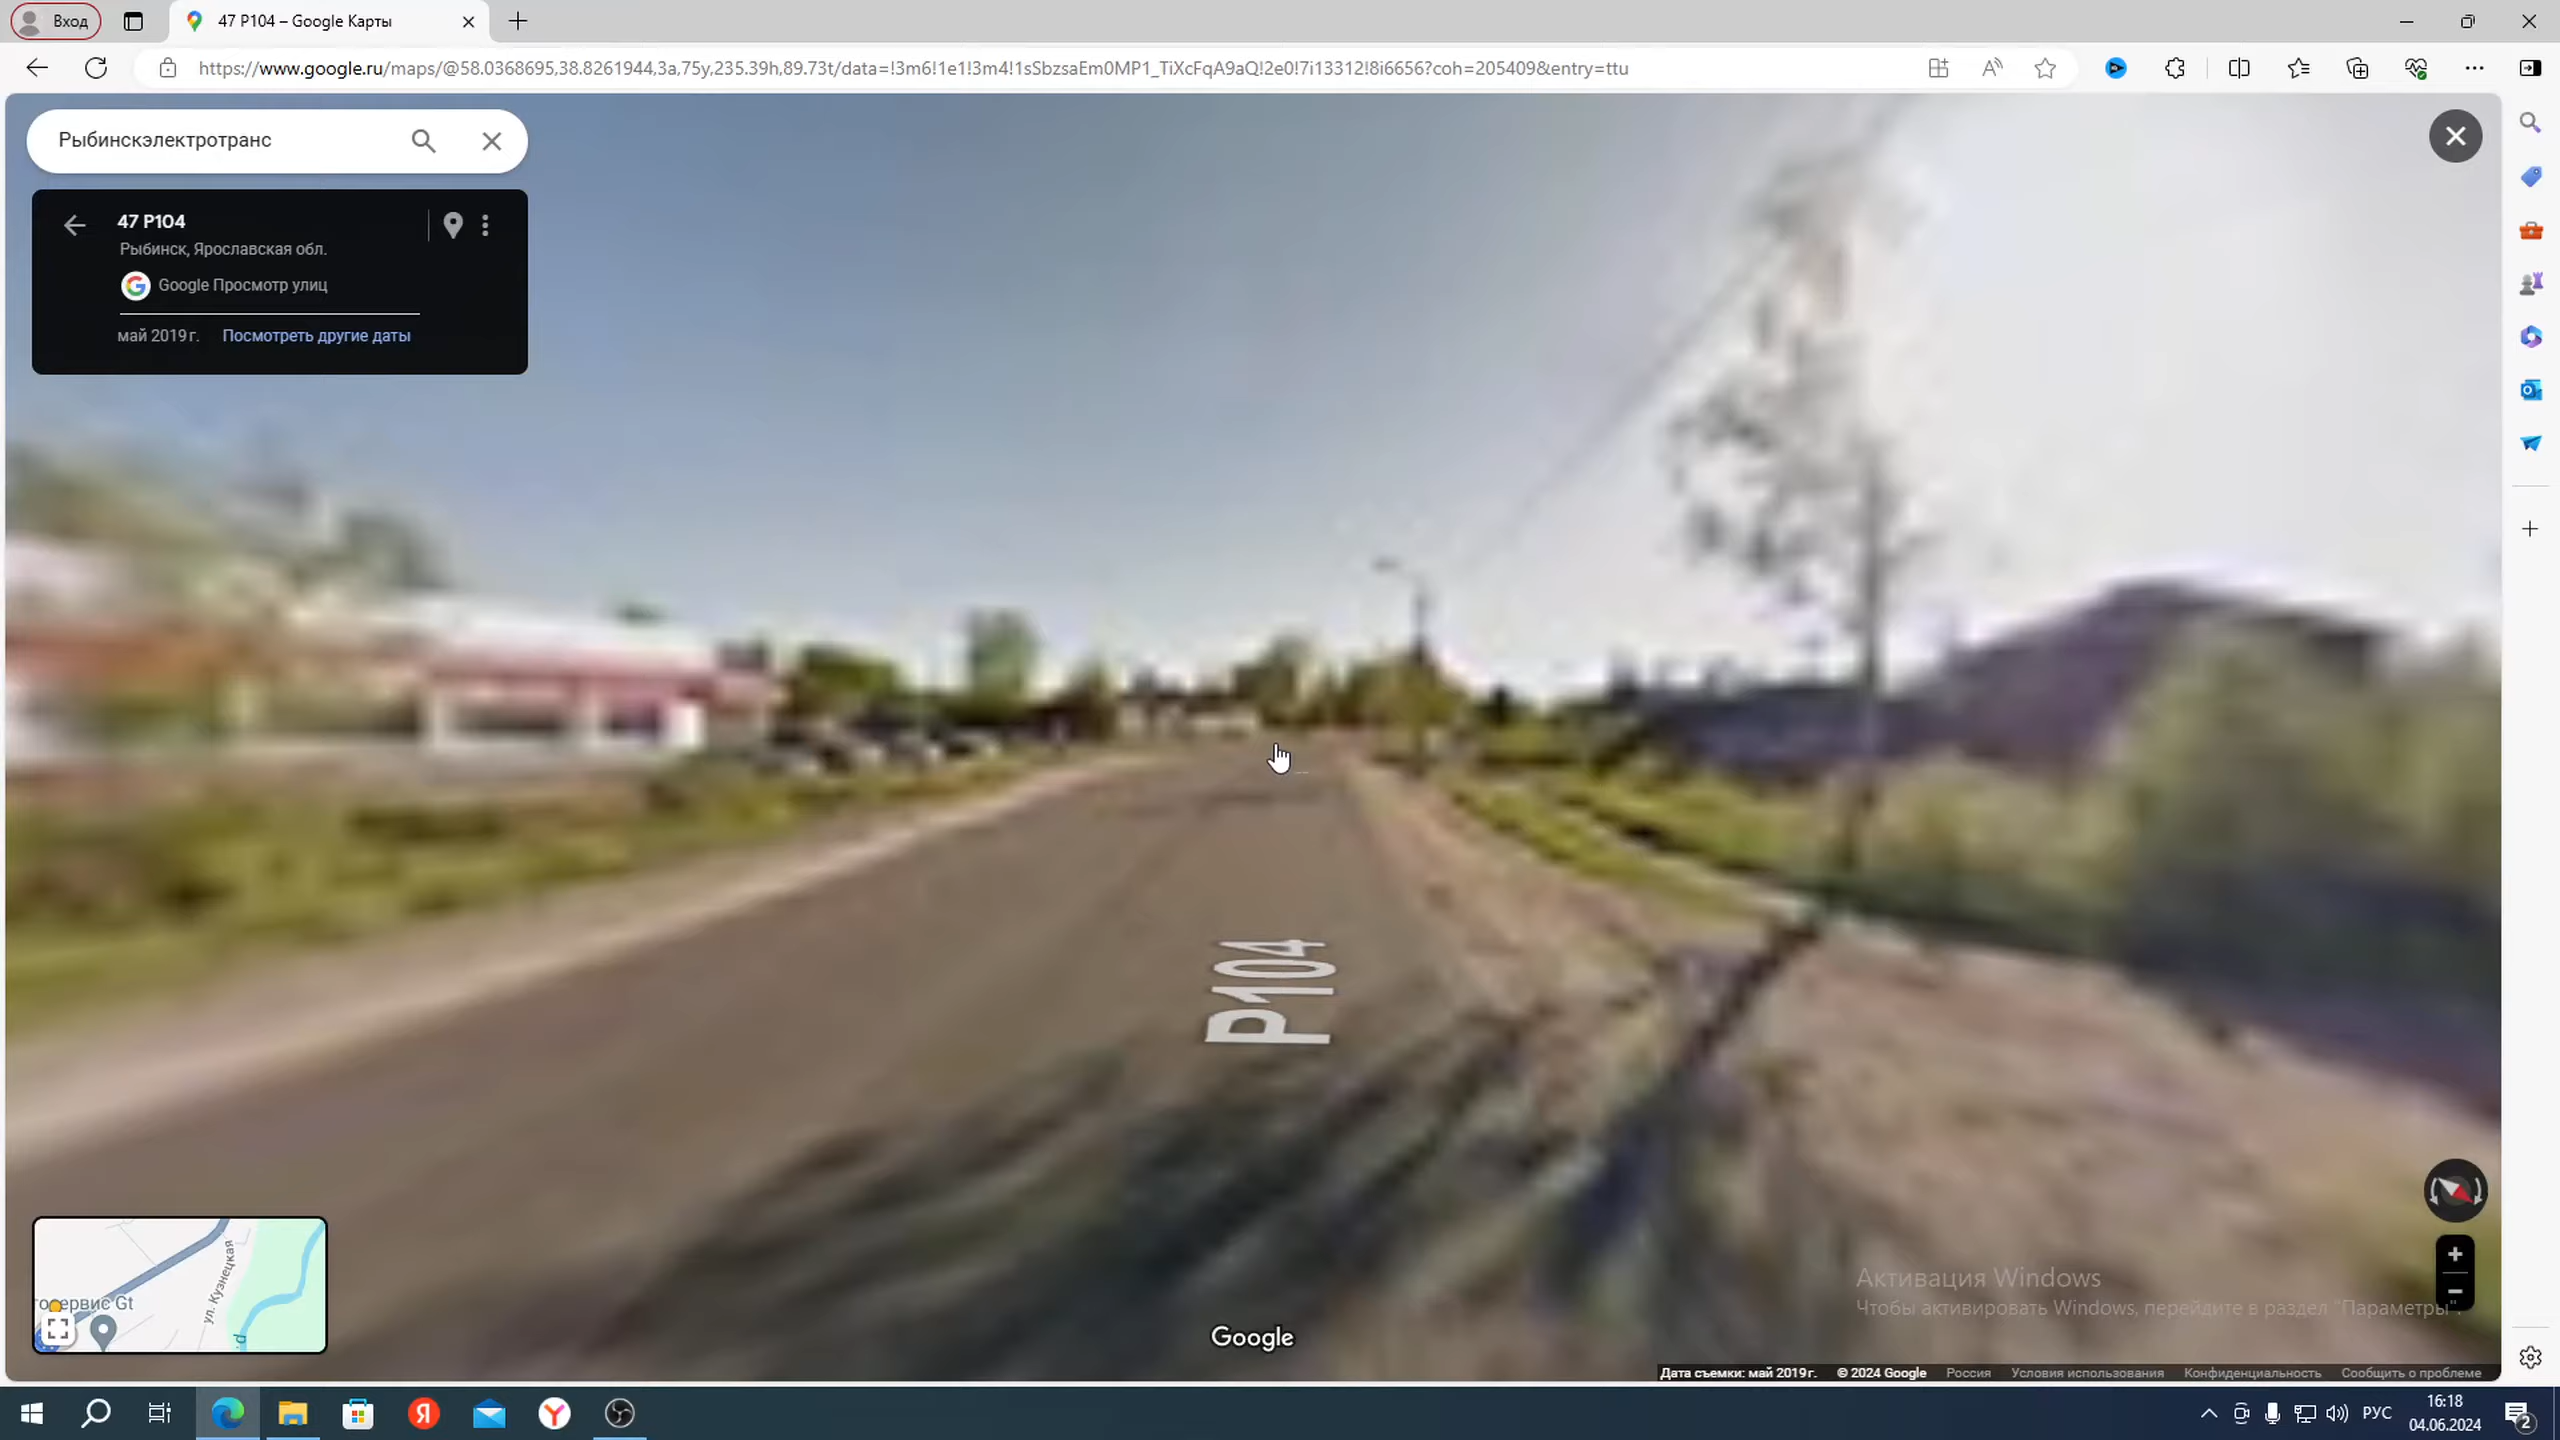 Вход
47 Р104 – Google Карты
https://www.google.ru/maps/@58.0368695,38.8261944,3a,75y,235.39h,89.73t/data=!3m6!1e1!3m4!1sSbzsaEm0MP1_TiXcFqA9aQ!2e0!7i13312!8i6656?coh=205409&entry=ttu
Рыбинскэлектротранс
47 Р104
Рыбинск, Ярославская обл.
Google Просмотр улиц
май 2019 г. Посмотреть другие даты
Р104
ул. Кузнецкая
Активация Windows
Чтобы активировать Windows, перейдите в раздел "Параметры".
Google
Дата съемки: май 2019 г. © 2024 Google Россия Условия использования Конфиденциальность Сообщить о проблеме
РУС
16:18
04.06.2024
2